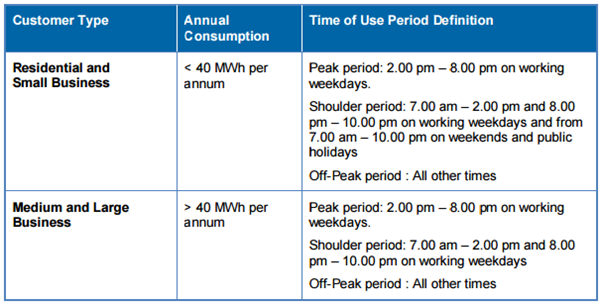 Customer Type
Annual
Consumption
Time of Use Period Definition
Residential and
Small Business
< 40 MWh per
annum
Peak period: 2.00 pm – 8.00 pm on working
weekdays.
Shoulder period: 7.00 am – 2.00 pm and 8.00
pm – 10.00 pm on working weekdays and from
7.00 am – 10.00 pm on weekends and public
holidays
Off-Peak period : All other times
Medium and Large
Business
> 40 MWh per
annum
Peak period: 2.00 pm – 8.00 pm on working
weekdays.
Shoulder period: 7.00 am – 2.00 pm and 8.00
pm – 10.00 pm on working weekdays
Off-Peak period : All other times